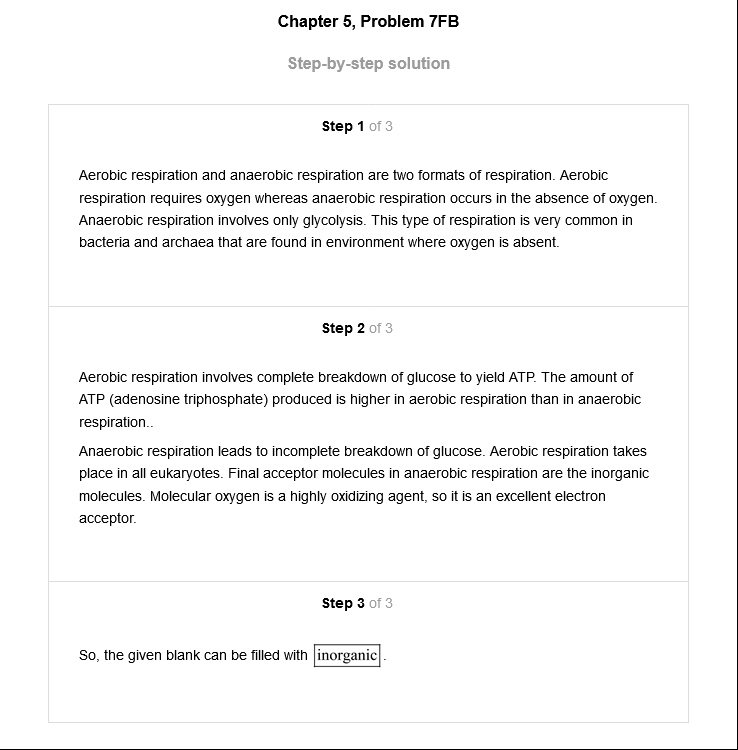 Chapter 5, Problem 7FB
Step-by-step solution
Step 1 of 3
Aerobic respiration and anaerobic respiration are two formats of respiration. Aerobic
respiration requires oxygen whereas anaerobic respiration occurs in the absence of oxygen.
Anaerobic respiration involves only glycolysis. This type of respiration is very common in
bacteria and archaea that are found in environment where oxygen is absent.
Step 2 of 3
Aerobic respiration involves complete breakdown of glucose to yield ATP. The amount of
ATP (adenosine triphosphate) produced is higher in aerobic respiration than in anaerobic
respiration..
Anaerobic respiration leads to incomplete breakdown of glucose. Aerobic respiration takes
place in all eukaryotes. Final acceptor molecules in anaerobic respiration are the inorganic
molecules. Molecular oxygen is a highly oxidizing agent, so it is an excellent electron
acceptor.
Step 3 of 3
So, the given blank can be filled with inorganic.